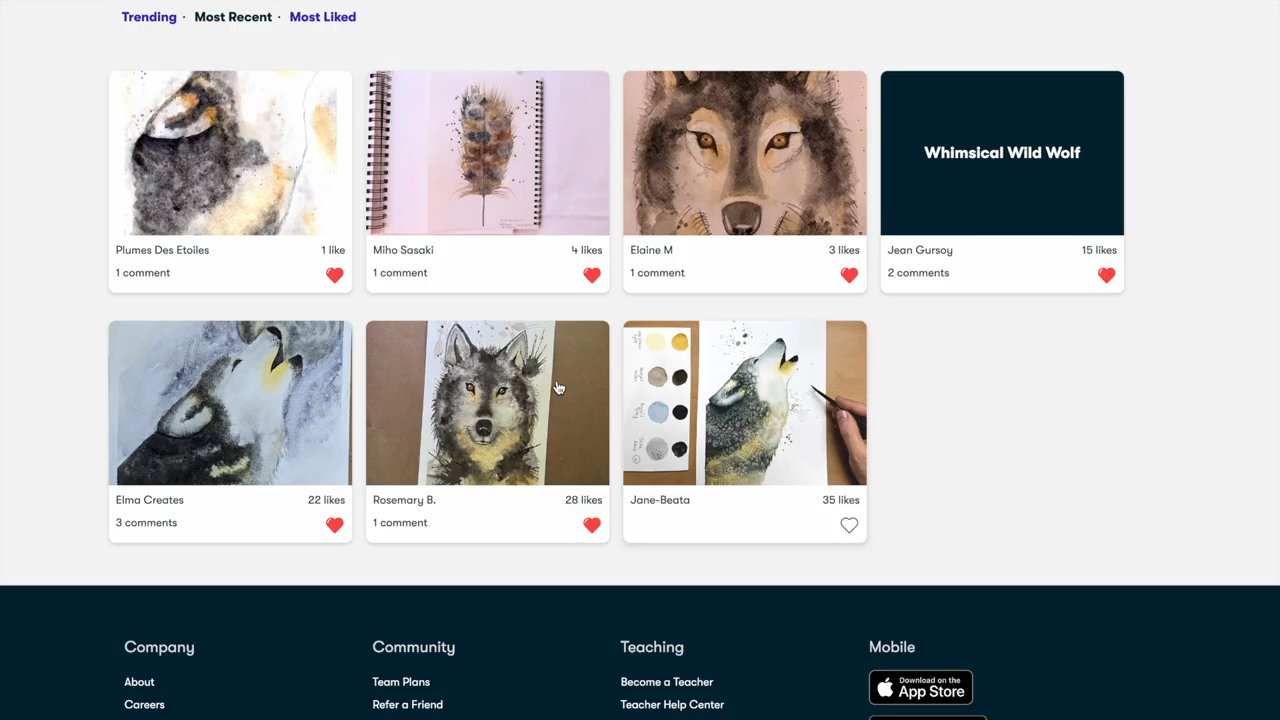 Trending · Most Recent · Most Liked
Plumes Des Etoiles 1 like
1 comment
Miho Sasaki 4 likes
1 comment
Elaine M 3 likes
1 comment
Whimsical Wild Wolf
Jean Gursoy 15 likes
2 comments
Elma Creates 22 likes
3 comments
Rosemary B. 28 likes
1 comment
Jane-Beata 35 likes
Company
About
Careers
Community
Team Plans
Refer a Friend
Teaching
Become a Teacher
Teacher Help Center
Mobile
Download on the
App Store